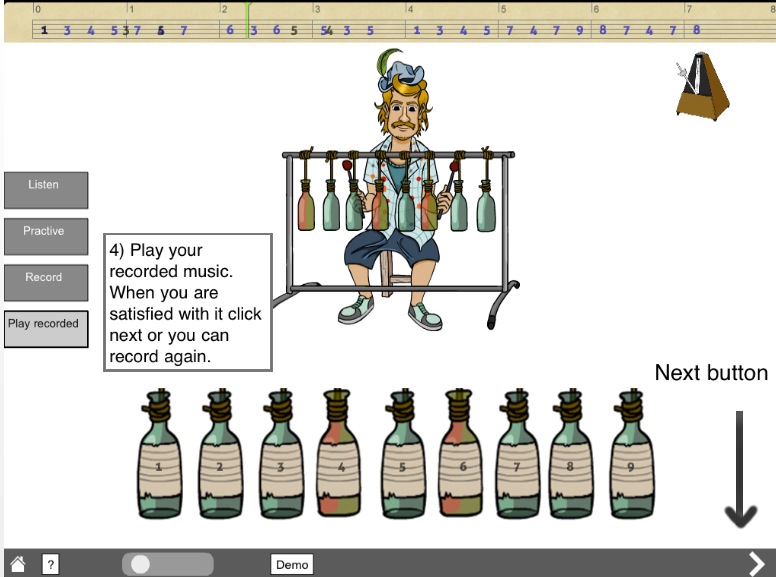 0 1 2 3 4 5 6 7 8
1 3 4 5 3 7 5 7 6 3 6 5 5 4 3 5 1 3 4 5 7 4 7 9 8 7 4 7 8
Listen
Practive
Record
Play recorded
4) Play your
recorded music.
When you are
satisfied with it click
next or you can
record again.
Next button
1 2 3 4 5 6 7 8 9
?
Demo